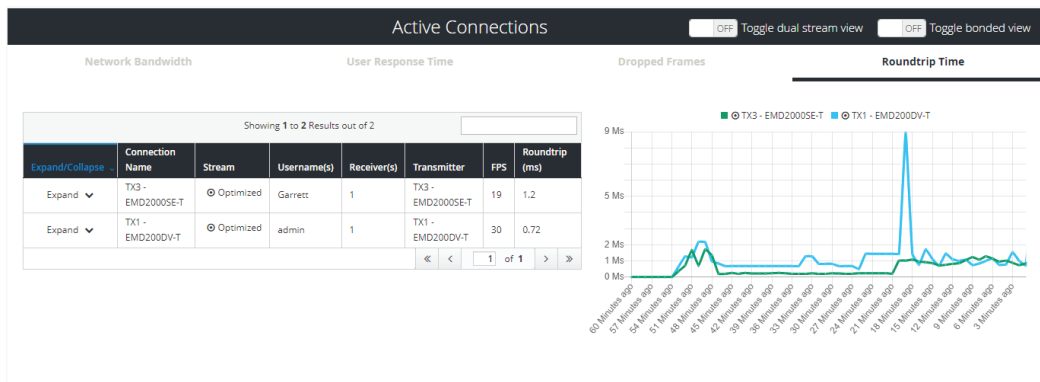 Active Connections
OFF Toggle dual stream view
OFF Toggle bonded view
Network Bandwidth
User Response Time
Dropped Frames
Roundtrip Time
Showing 1 to 2 Results out of 2
Expand/Collapse Connection Name Stream Username(s) Receiver(s) Transmitter FPS Roundtrip (ms)
Expand TX3 - EMD2000SE-T Optimized Garrett 1 TX3 - EMD2000SE-T 19 1.2
Expand TX1 - EMD200DV-T Optimized admin 1 TX1 - EMD200DV-T 30 0.72
« < 1 of 1 > »
TX3 - EMD2000SE-T TX1 - EMD200DV-T
9 Ms
5 Ms
2 Ms
1 Ms
0 Ms
60 Minutes ago
57 Minutes ago
54 Minutes ago
51 Minutes ago
48 Minutes ago
45 Minutes ago
42 Minutes ago
39 Minutes ago
36 Minutes ago
33 Minutes ago
30 Minutes ago
27 Minutes ago
24 Minutes ago
21 Minutes ago
18 Minutes ago
15 Minutes ago
12 Minutes ago
9 Minutes ago
6 Minutes ago
3 Minutes ago